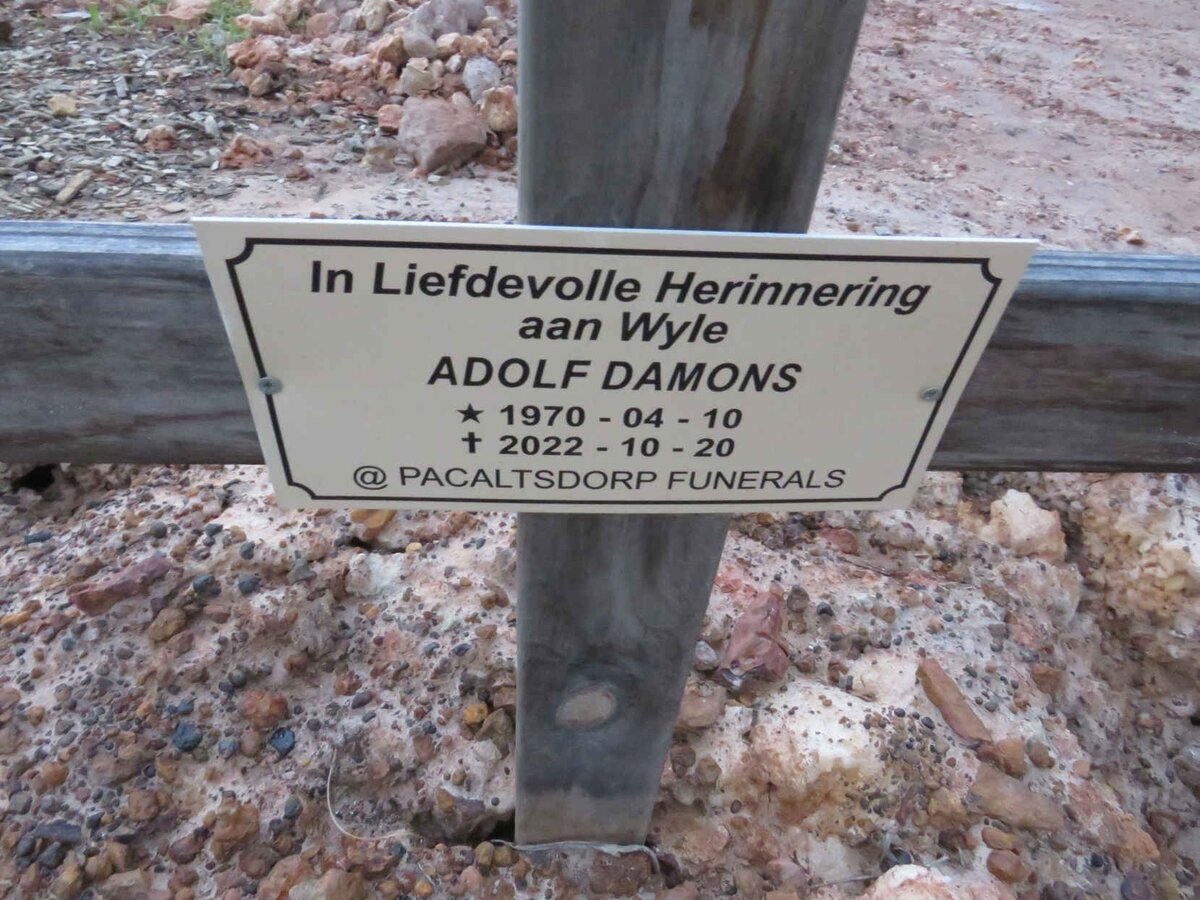 In Liefdevolle Herinnering
aan Wyle
ADOLF DAMONS
★ 1970 - 04 - 10
✝ 2022 - 10 - 20
@ PACALTSDORP FUNERALS